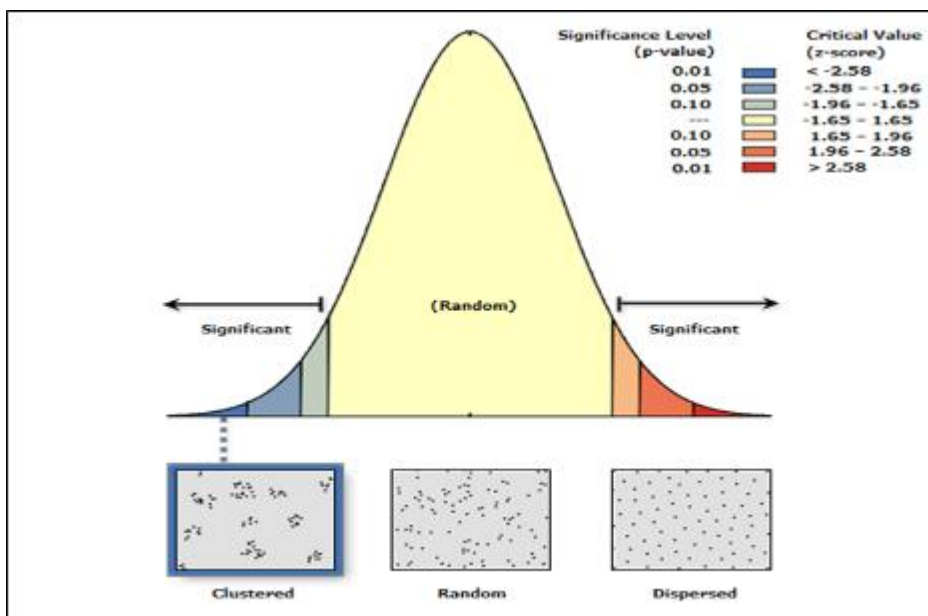 Significance Level
(p-value)
Critical Value
(z-score)
0.01 < -2.58
0.05 -2.58 – -1.96
0.10 -1.96 – -1.65
--- -1.65 – 1.65
0.10 1.65 – 1.96
0.05 1.96 – 2.58
0.01 > 2.58
(Random)
Significant
Significant
Clustered
Random
Dispersed